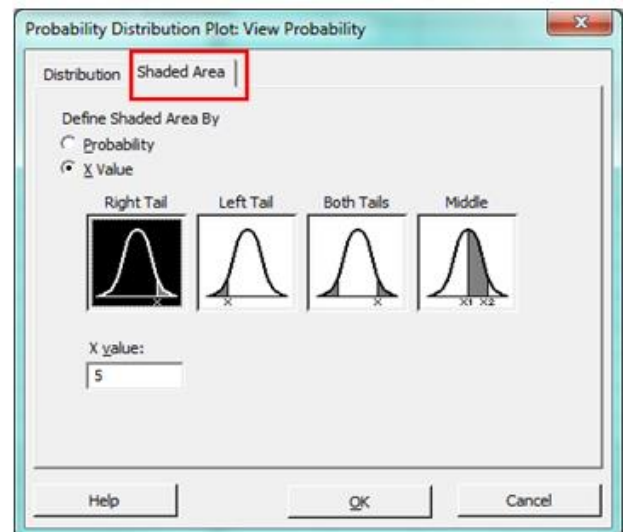 Probability Distribution Plot: View Probability
Distribution Shaded Area
Define Shaded Area By
Probability
X Value
Right Tail Left Tail Both Tails Middle
X X X X1 X2
X value:
5
Help OK Cancel